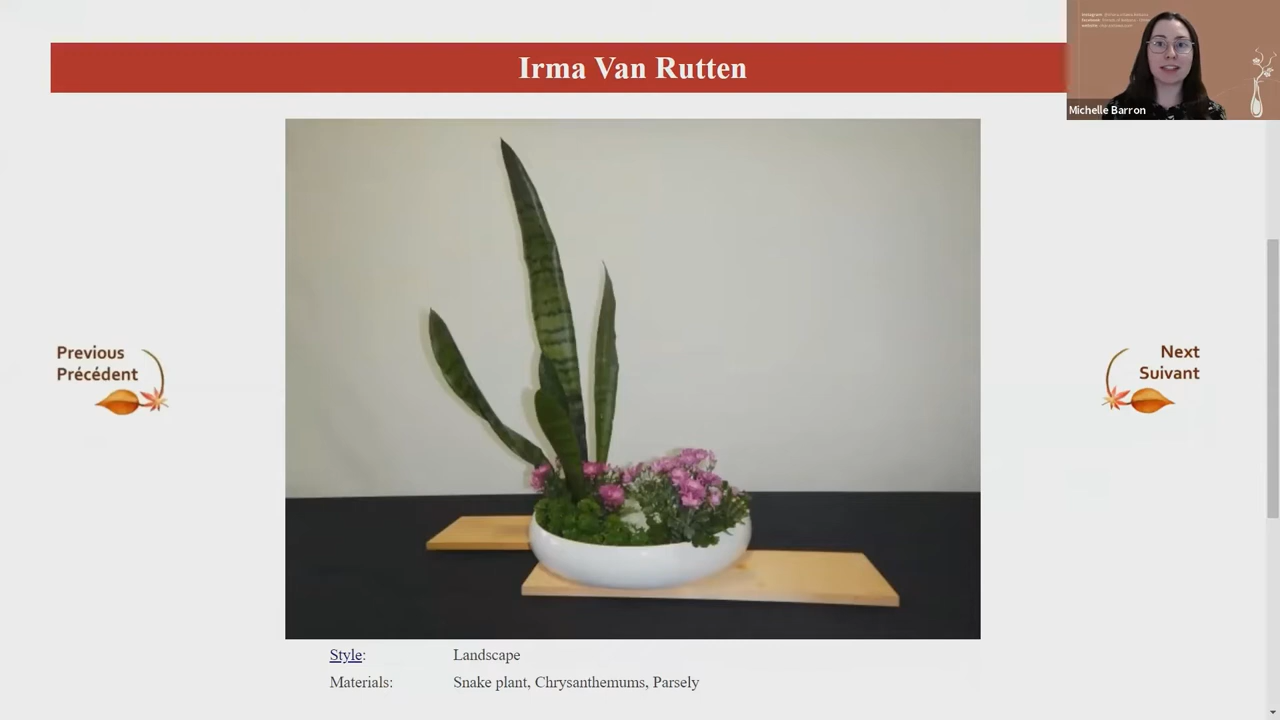 Irma Van Rutten
Michelle Barron
Previous
Précédent
Next
Suivant
Style:
Landscape
Materials:
Snake plant, Chrysanthemums, Parsely